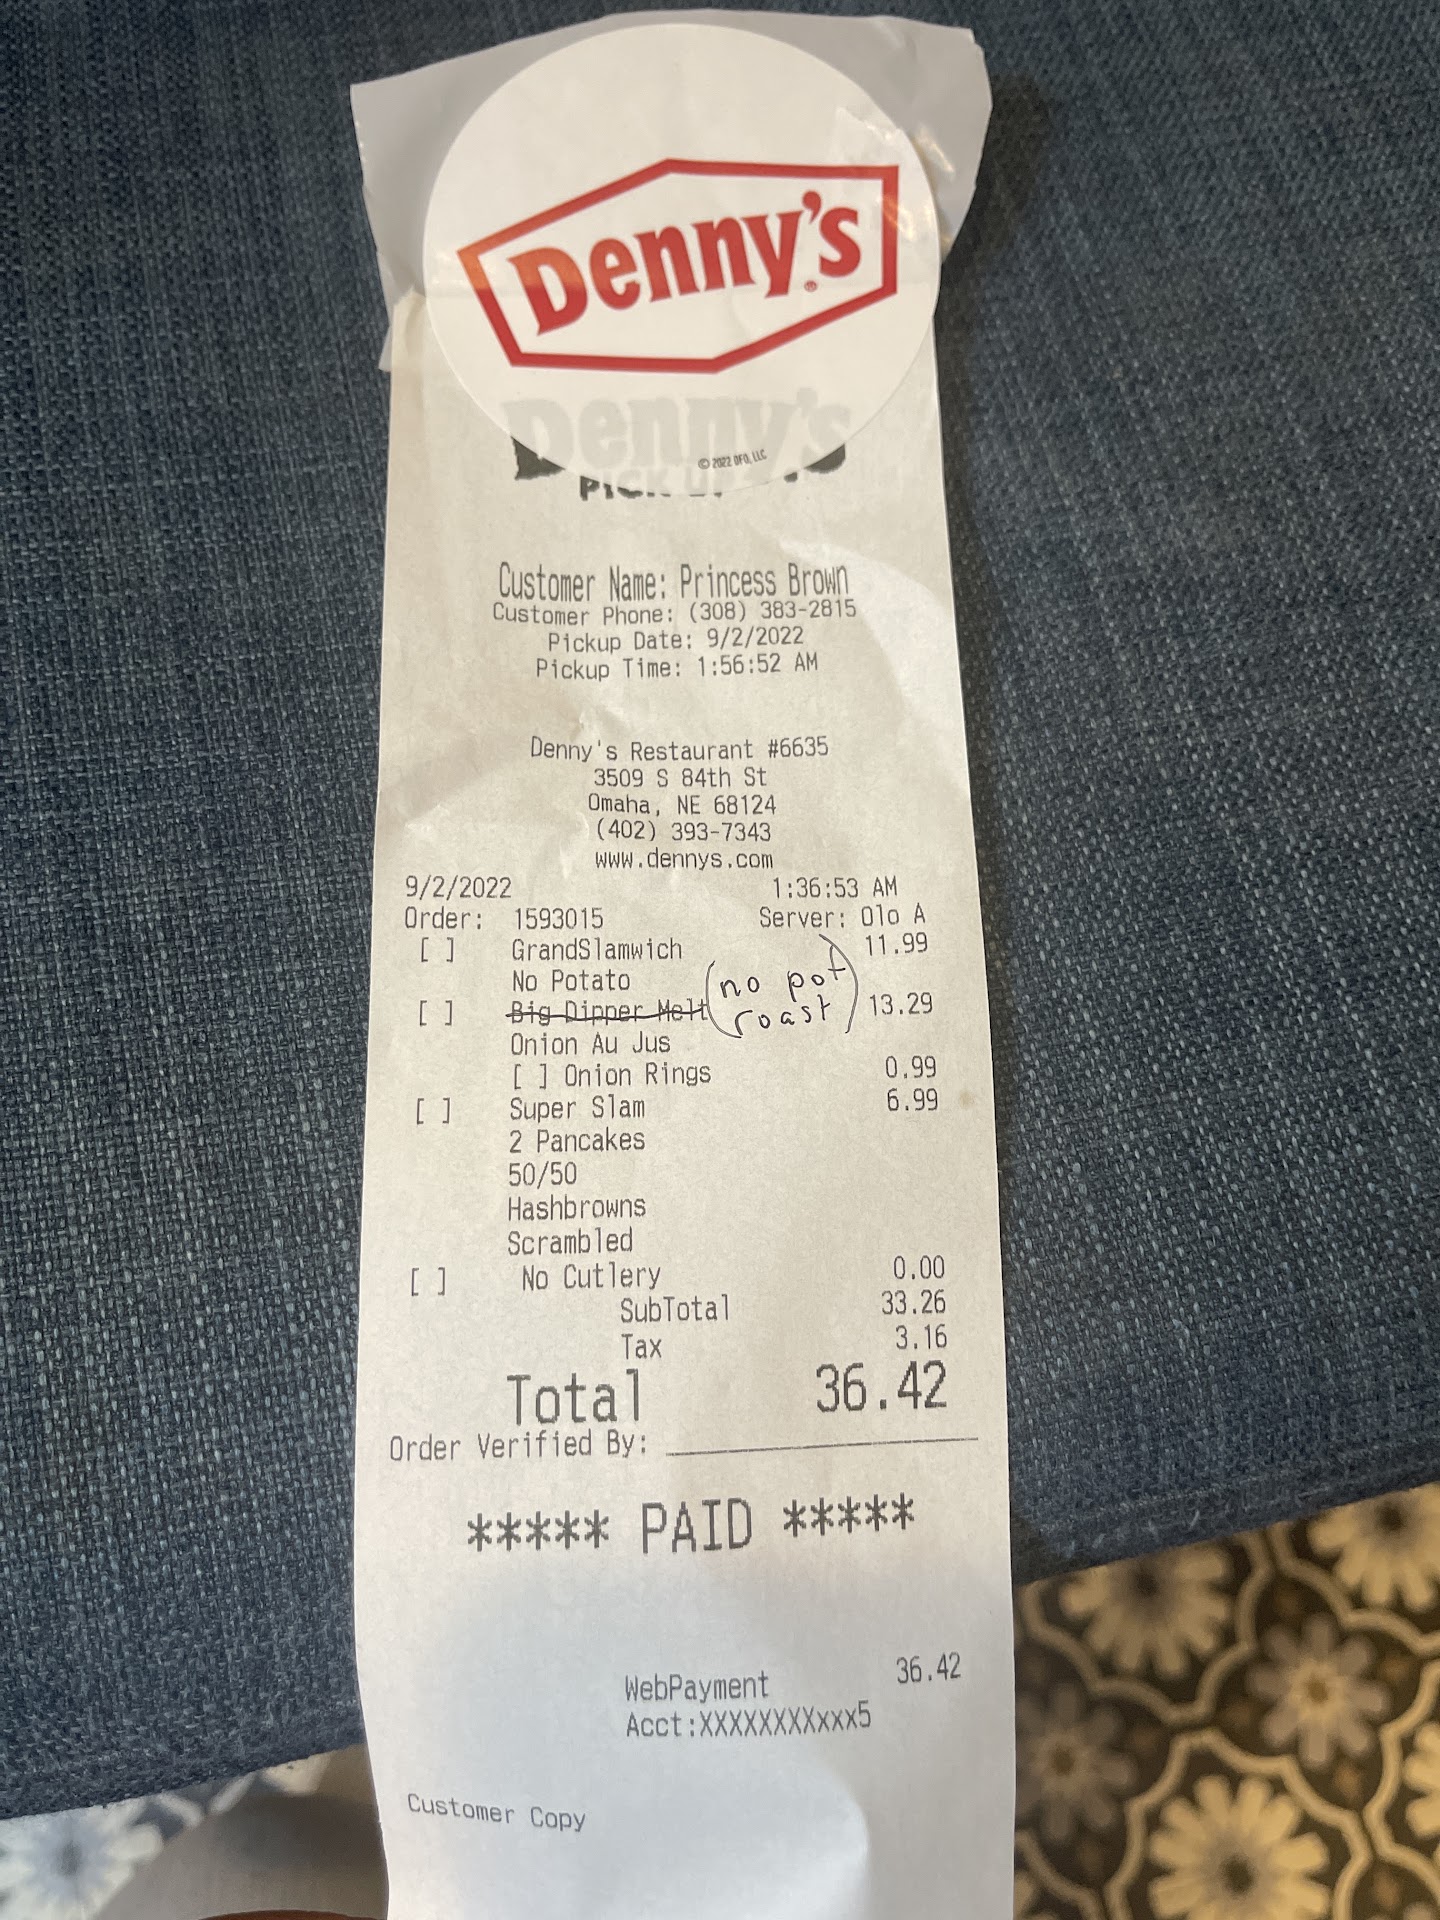 Denny's
Denny's
© 2022 DFO, LLC
Customer Name: Princess Brown
Customer Phone: (308) 383-2815
Pickup Date: 9/2/2022
Pickup Time: 1:56:52 AM
Denny's Restaurant #6635
3509 S 84th St
Omaha, NE 68124
(402) 393-7343
www.dennys.com
9/2/2022 1:36:53 AM
Order: 1593015 Server: Olo A
[ ] GrandSlamwich 11.99
No Potato
[ ] Big Dipper Melt (no pot roast) 13.29
Onion Au Jus
[ ] Onion Rings 0.99
[ ] Super Slam 6.99
2 Pancakes
50/50
Hashbrowns
Scrambled
[ ] No Cutlery 0.00
SubTotal 33.26
Tax 3.16
Total 36.42
Order Verified By:
***** PAID *****
WebPayment 36.42
Acct:XXXXXXXXXxxx5
Customer Copy